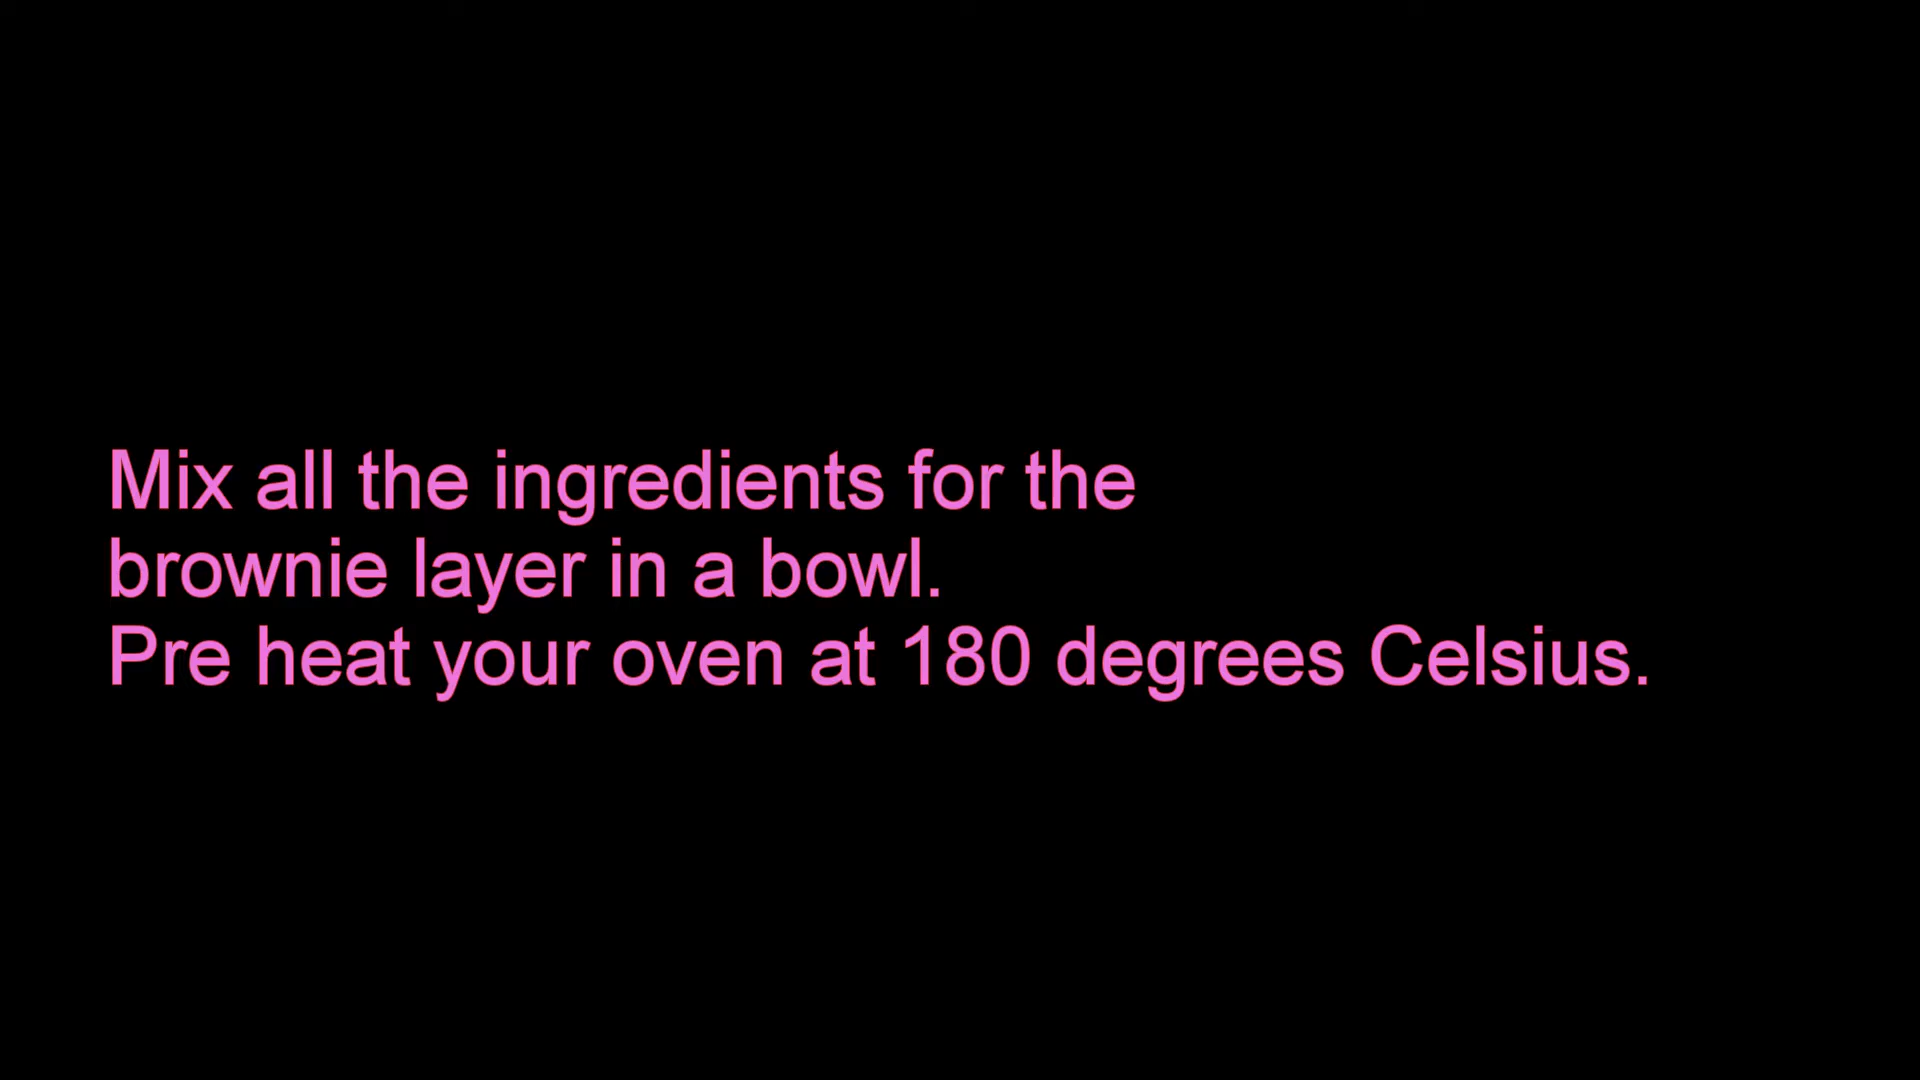 Mix all the ingredients for the
brownie layer in a bowl.
Pre heat your oven at 180 degrees Celsius.